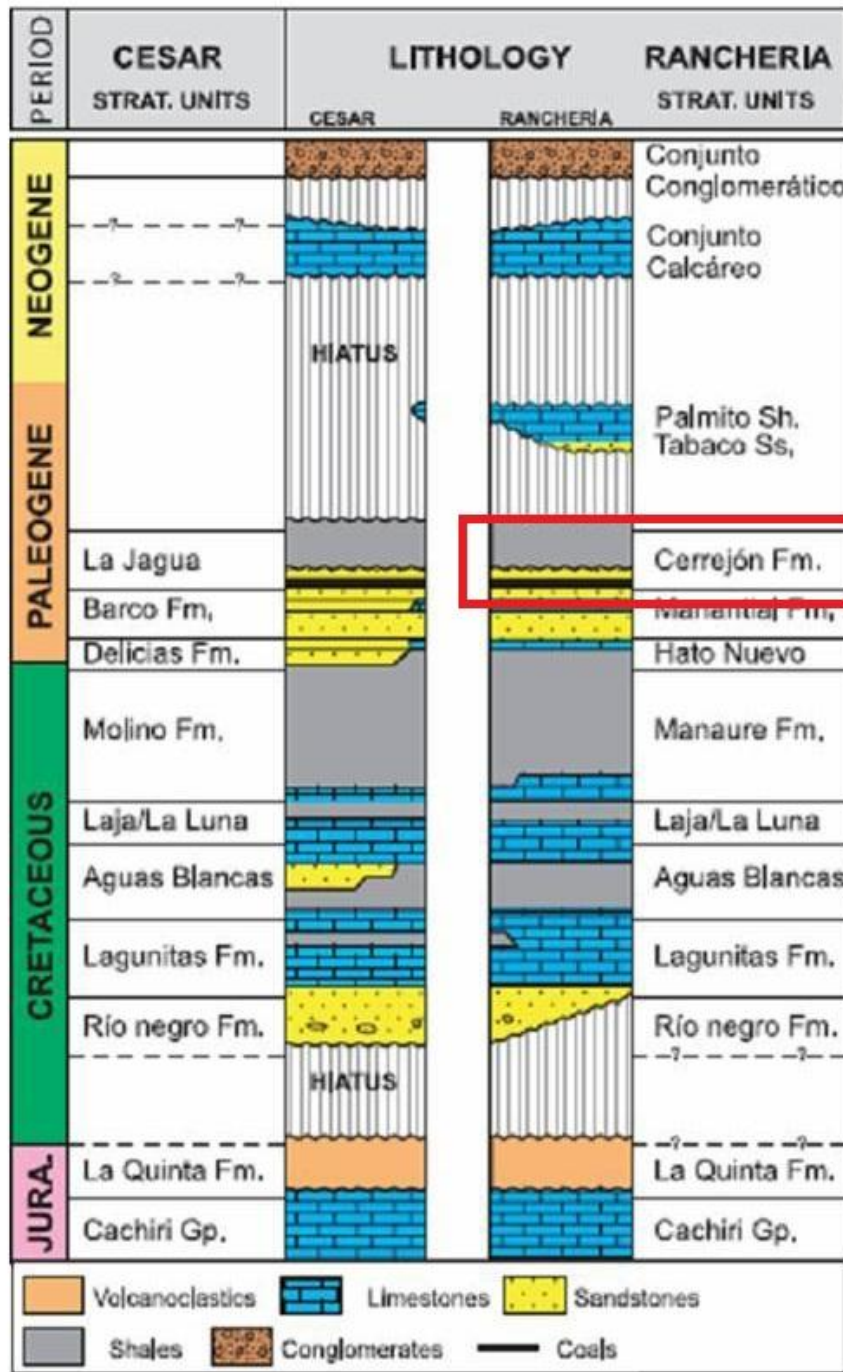 PERIOD
CESAR
STRAT. UNITS
LITHOLOGY
CESAR
RANCHERÍA
RANCHERIA
STRAT. UNITS
NEOGENE
PALEOGENE
CRETACEOUS
JURA.
Conjunto
Conglomerático
-?- -?-
Conjunto
Calcáreo
-?- -?-
HIATUS
Palmito Sh.
Tabaco Ss,
La Jagua
Cerrejón Fm.
Barco Fm,
Manantial Fm,
Delicias Fm.
Hato Nuevo
Molino Fm.
Manaure Fm.
Laja/La Luna
Laja/La Luna
Aguas Blancas
Aguas Blancas
Lagunitas Fm.
Lagunitas Fm.
Río negro Fm.
Río negro Fm.
-?- -?-
HIATUS
-?- -?-
La Quinta Fm.
La Quinta Fm.
Cachiri Gp.
Cachiri Gp.
Volcanoclastics
Limestones
Sandstones
Shales
Conglomerates
Coals